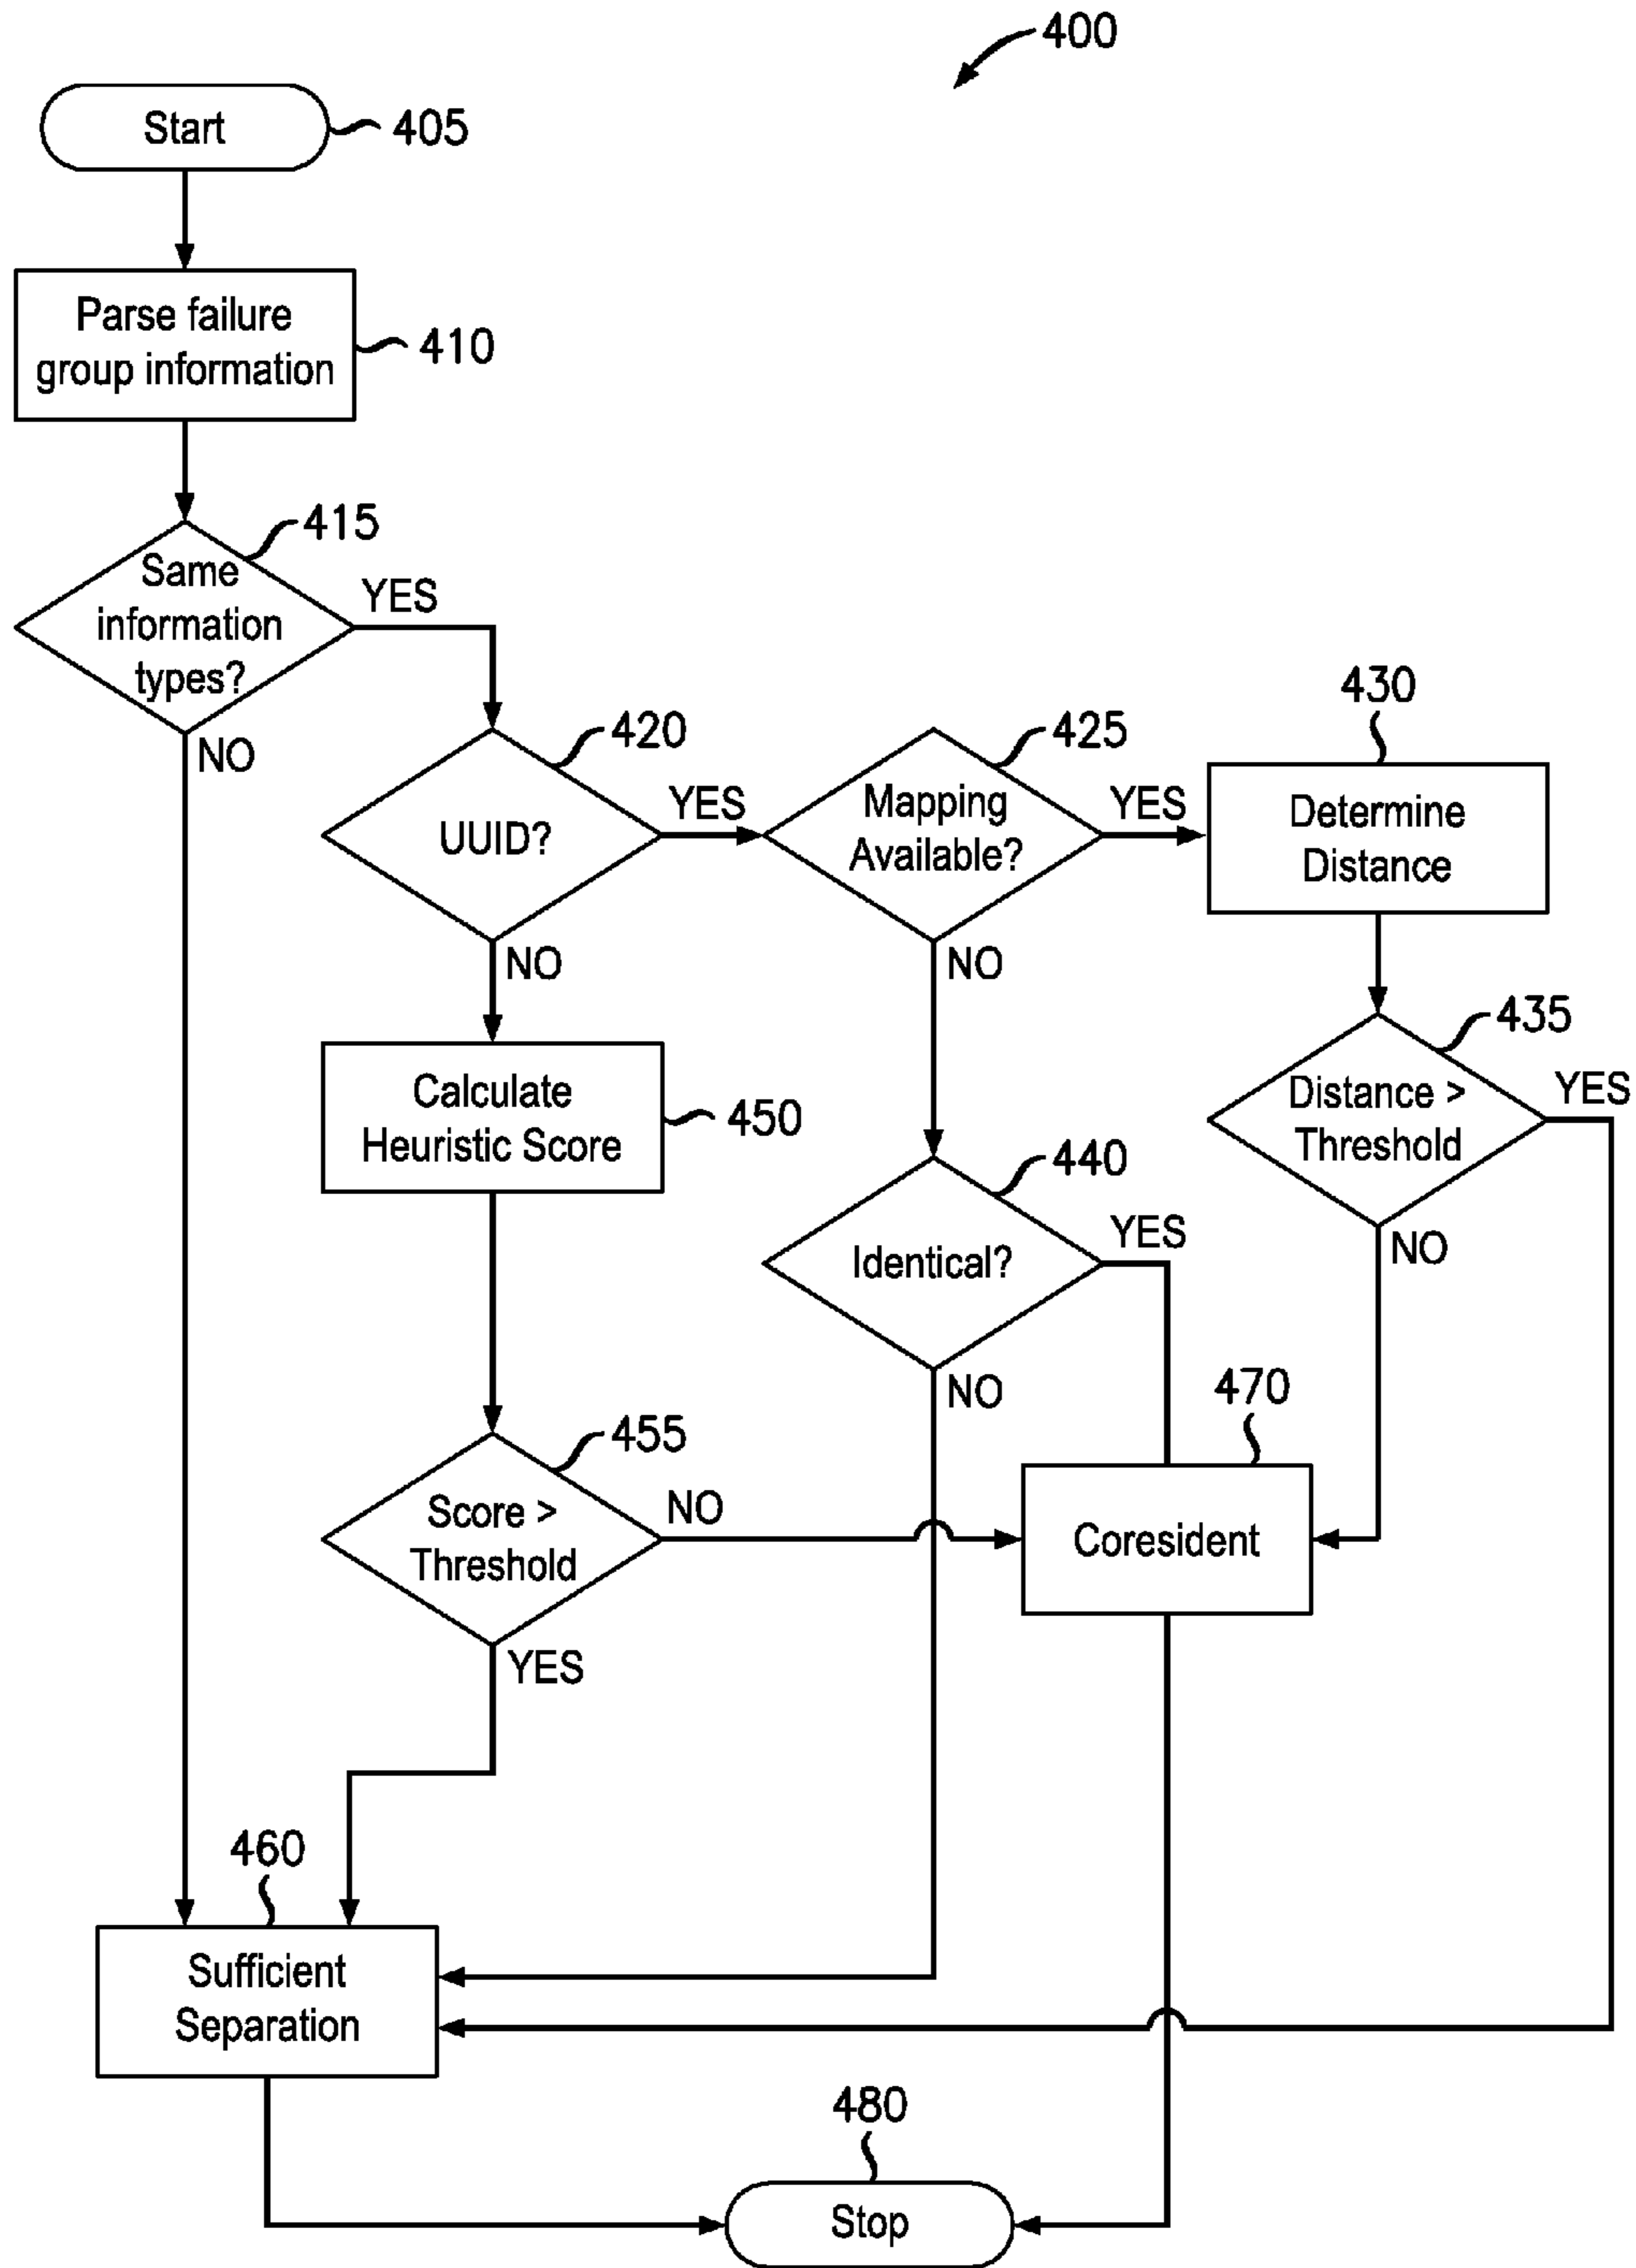 400
Start
405
Parse failure
group information
410
415
Same
information
types?
YES
NO
420
UUID?
YES
NO
425
Mapping
Available?
YES
NO
430
Determine
Distance
435
Distance >
Threshold
YES
NO
Calculate
Heuristic Score
450
440
Identical?
YES
NO
455
Score >
Threshold
NO
YES
470
Coresident
460
Sufficient
Separation
480
Stop